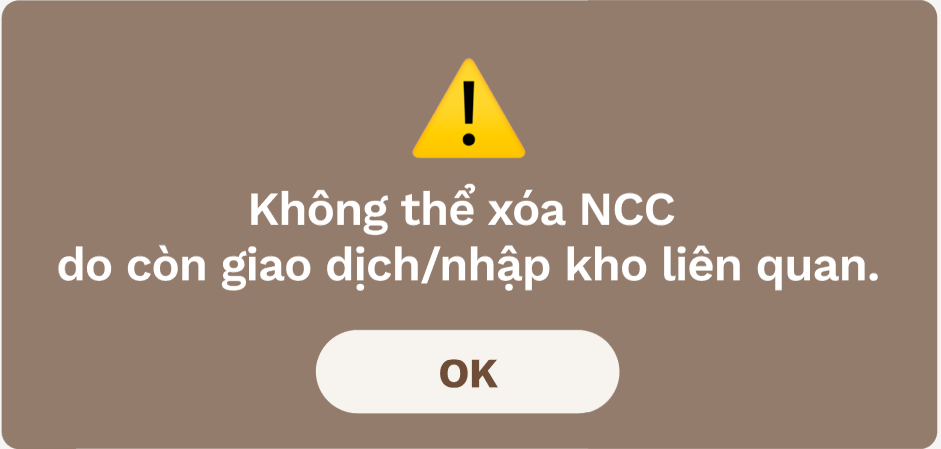 Không thể xóa NCC
do còn giao dịch/nhập kho liên quan.
OK